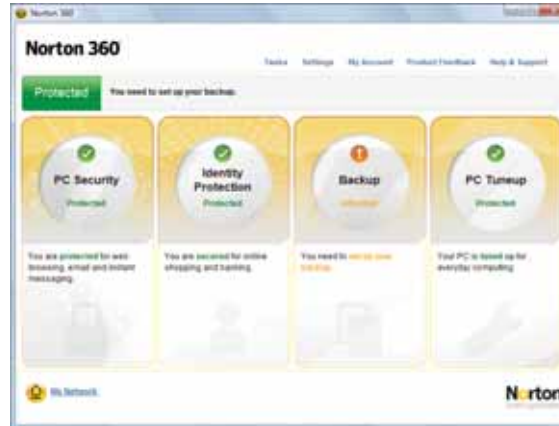 Norton 360
Norton 360
Tasks Settings My Account Product Feedback Help & Support
Protected You need to set up your backup.
PC Security
Protected
Identity
Protection
Protected
Backup
PC Tuneup
Protected
You are protected for web
browsing, email and instant
messaging.
You are secured for online
shopping and banking.
You need to set up your
backup.
Your PC is tuned up for
everyday computing.
My Network
Norton